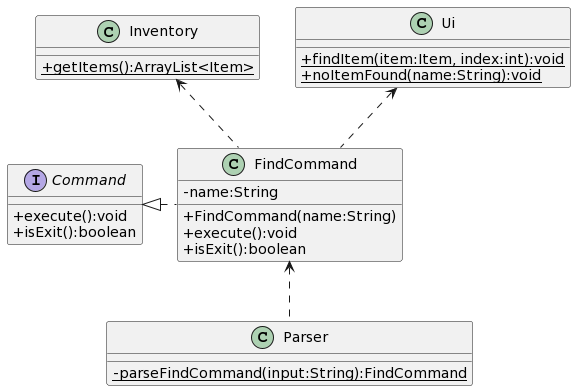 C Inventory
+getItems():ArrayList<Item>
C Ui
+findItem(item:Item, index:int):void
+noItemFound(name:String):void
I Command
+execute():void
+isExit():boolean
C FindCommand
-name:String
+FindCommand(name:String)
+execute():void
+isExit():boolean
C Parser
-parseFindCommand(input:String):FindCommand